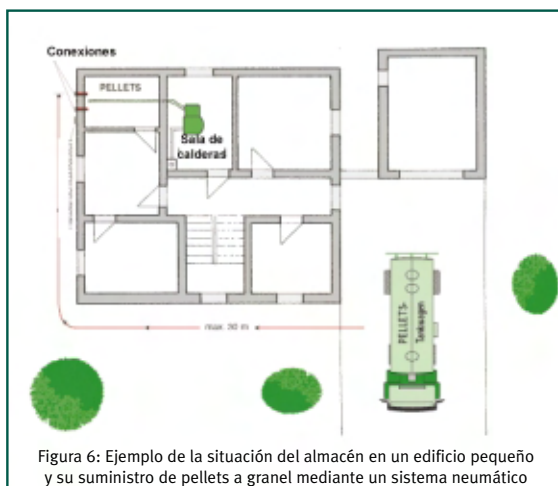 Conexiones
PELLETS
Sala de
calderas
max. 30 m
PELLETS-
Tankwagen
Figura 6: Ejemplo de la situación del almacén en un edificio pequeño
y su suministro de pellets a granel mediante un sistema neumático